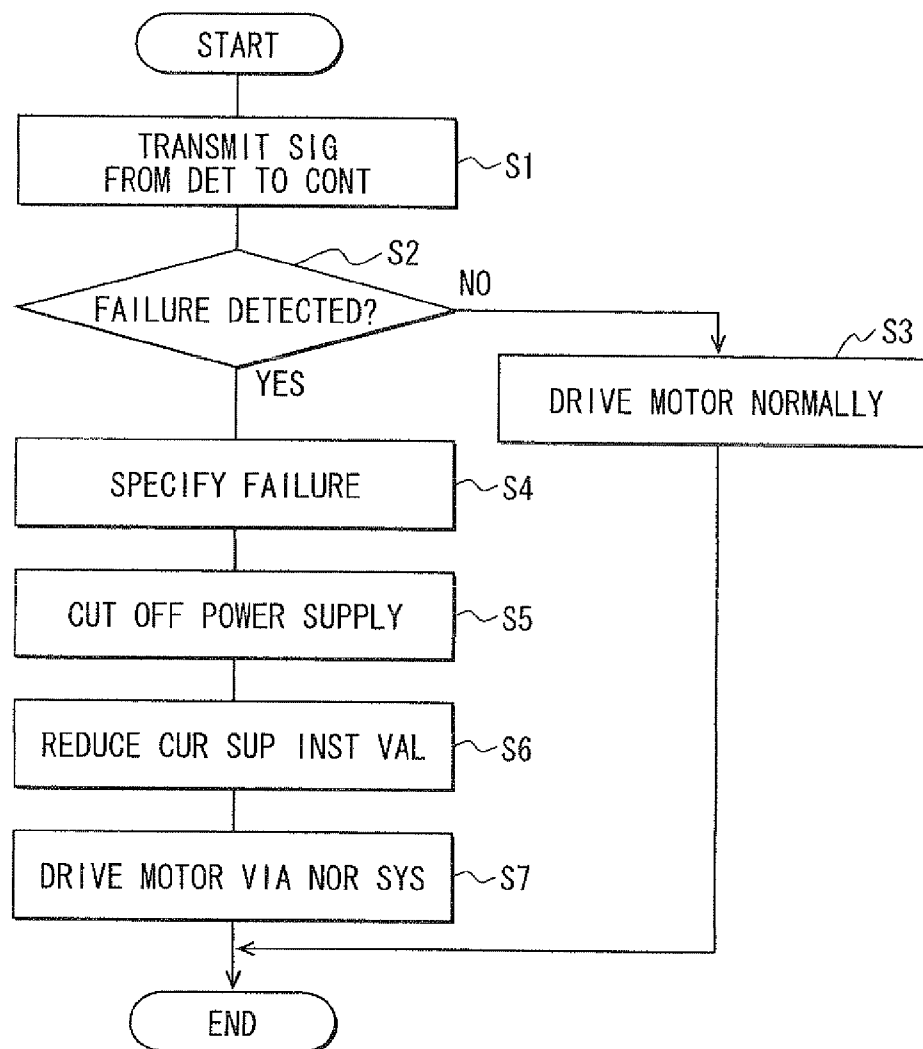 START
TRANSMIT SIG
FROM DET TO CONT
S1
S2
FAILURE DETECTED?
NO
YES
S3
DRIVE MOTOR NORMALLY
SPECIFY FAILURE
S4
CUT OFF POWER SUPPLY
S5
REDUCE CUR SUP INST VAL
S6
DRIVE MOTOR VIA NOR SYS
S7
END